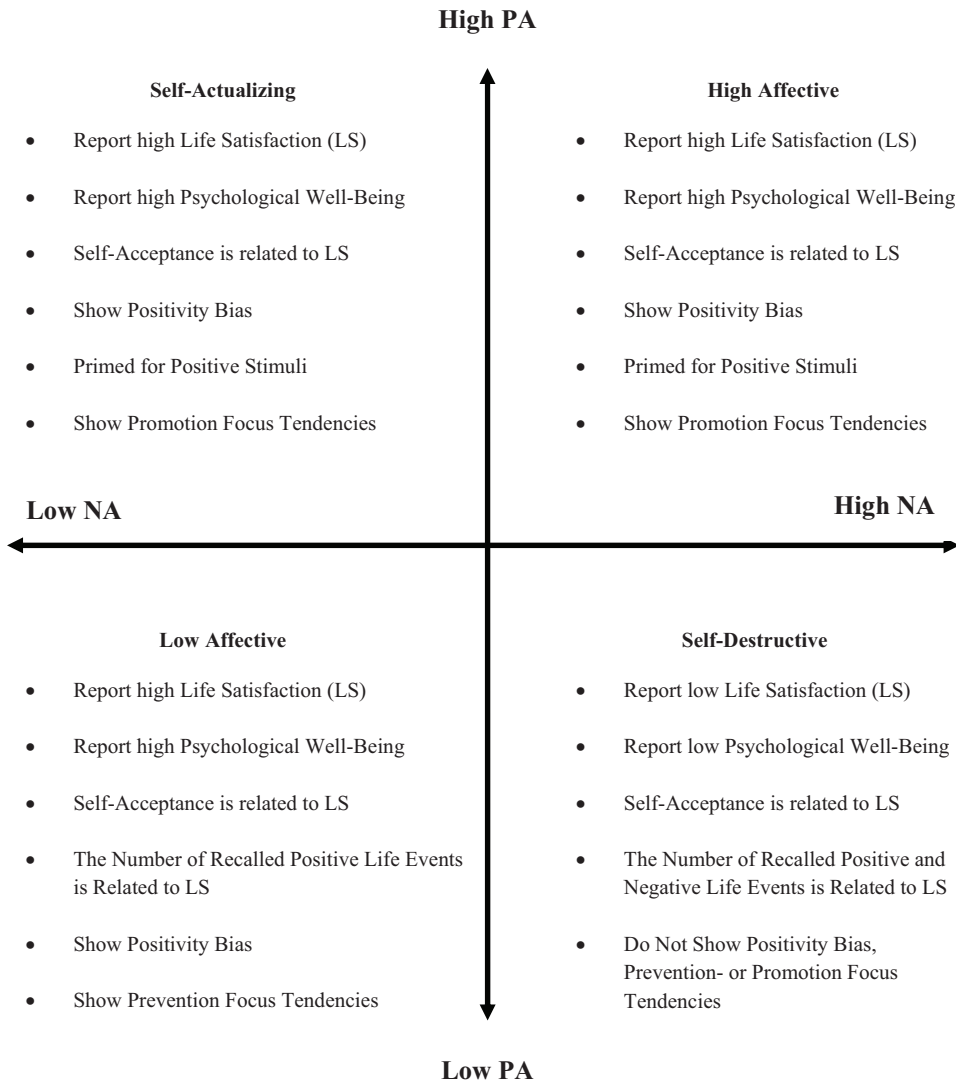 High PA
Self-Actualizing
• Report high Life Satisfaction (LS)
• Report high Psychological Well-Being
• Self-Acceptance is related to LS
• Show Positivity Bias
• Primed for Positive Stimuli
• Show Promotion Focus Tendencies
High Affective
• Report high Life Satisfaction (LS)
• Report high Psychological Well-Being
• Self-Acceptance is related to LS
• Show Positivity Bias
• Primed for Positive Stimuli
• Show Promotion Focus Tendencies
Low NA
High NA
Low Affective
• Report high Life Satisfaction (LS)
• Report high Psychological Well-Being
• Self-Acceptance is related to LS
• The Number of Recalled Positive Life Events
is Related to LS
• Show Positivity Bias
• Show Prevention Focus Tendencies
Self-Destructive
• Report low Life Satisfaction (LS)
• Report low Psychological Well-Being
• Self-Acceptance is related to LS
• The Number of Recalled Positive and
Negative Life Events is Related to LS
• Do Not Show Positivity Bias,
Prevention- or Promotion Focus
Tendencies
Low PA